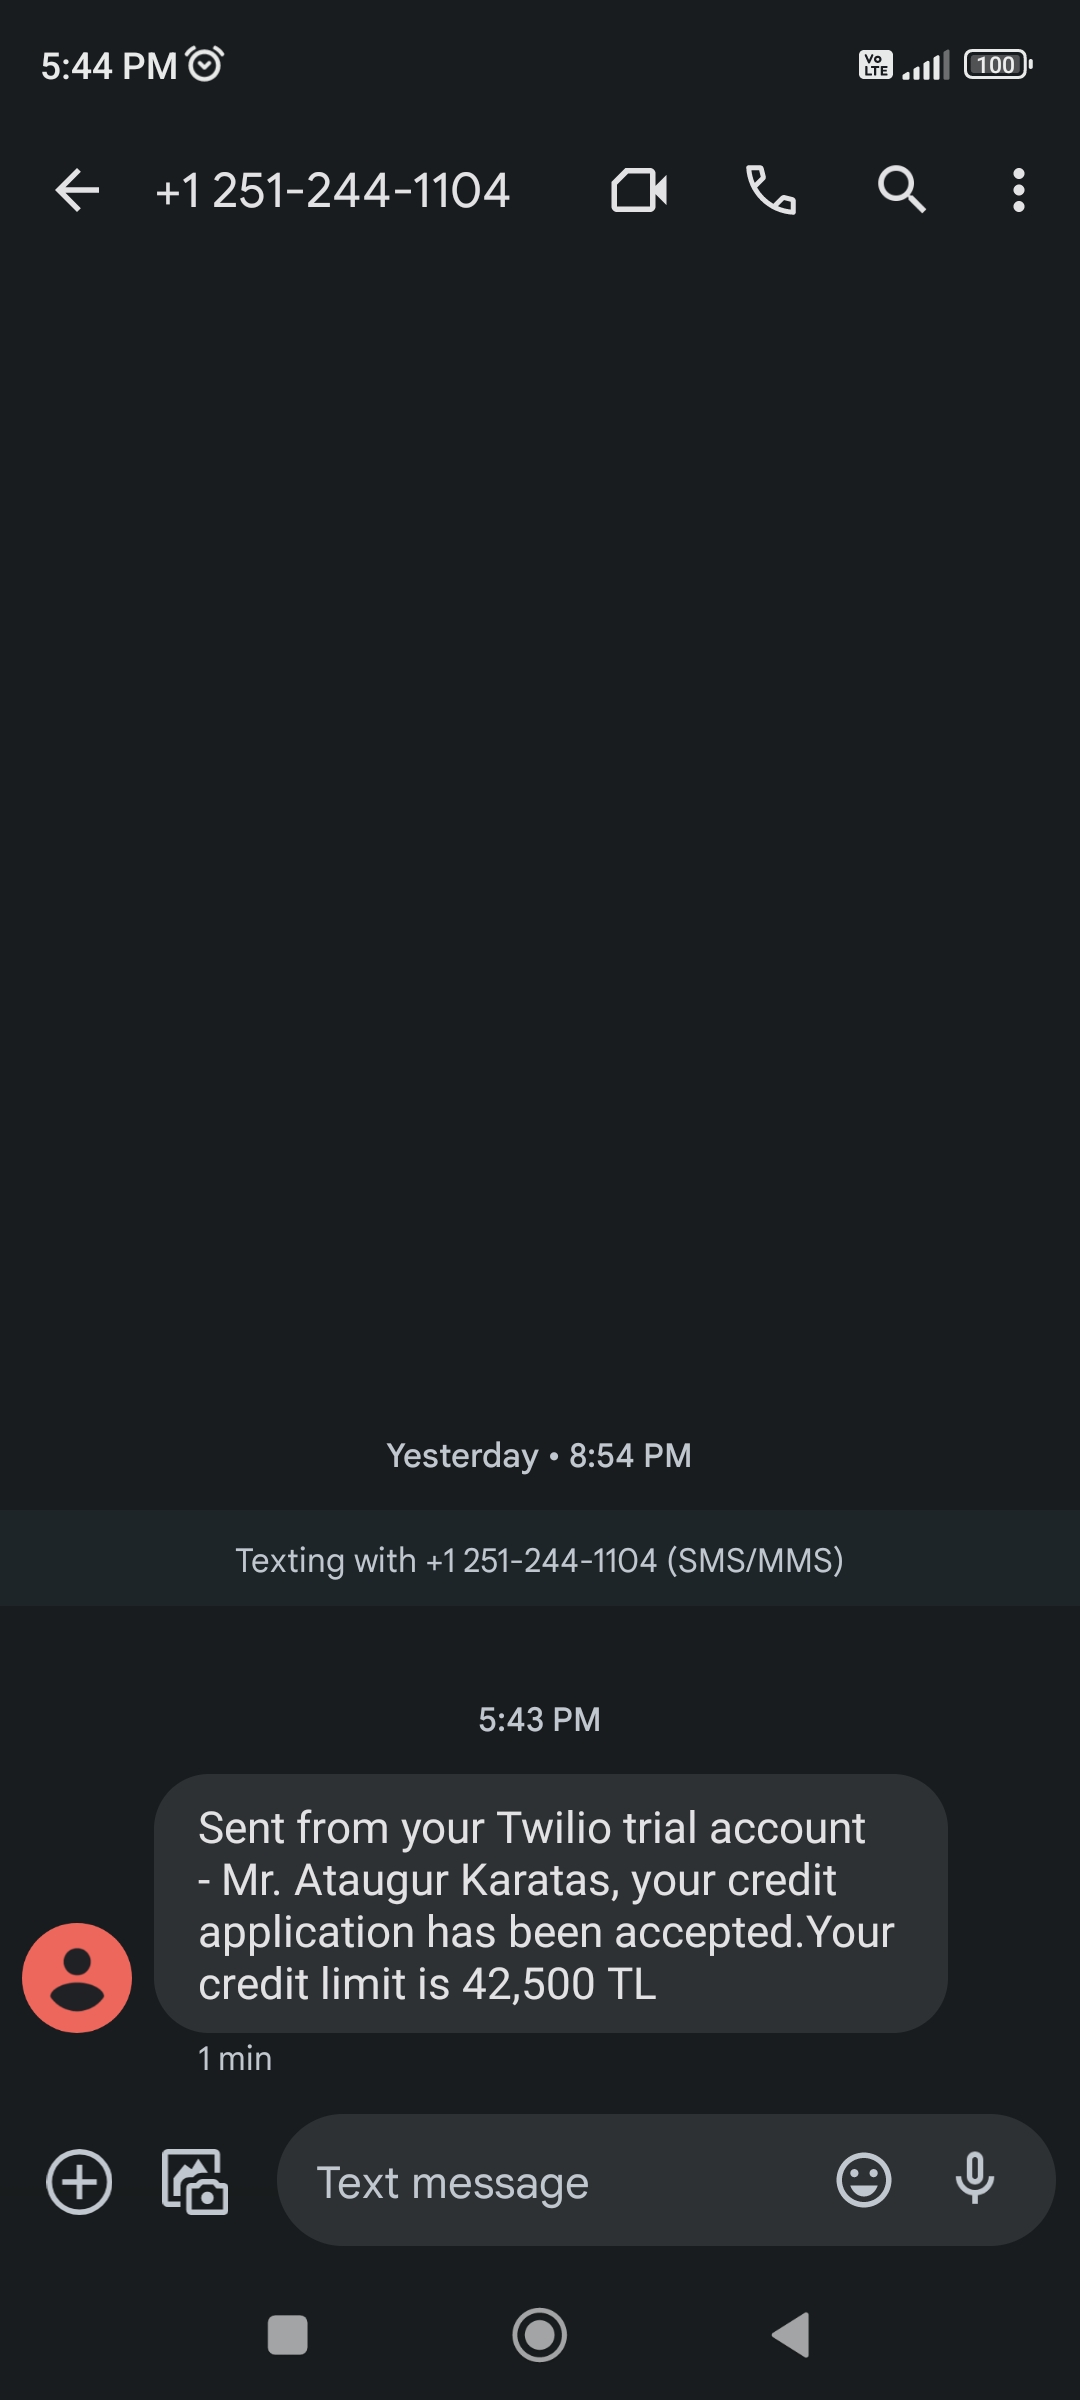 5:44 PM
Vo LTE
100
+1 251-244-1104
Yesterday • 8:54 PM
Texting with +1 251-244-1104 (SMS/MMS)
5:43 PM
Sent from your Twilio trial account
- Mr. Ataugur Karatas, your credit
application has been accepted.Your
credit limit is 42,500 TL
1 min
Text message